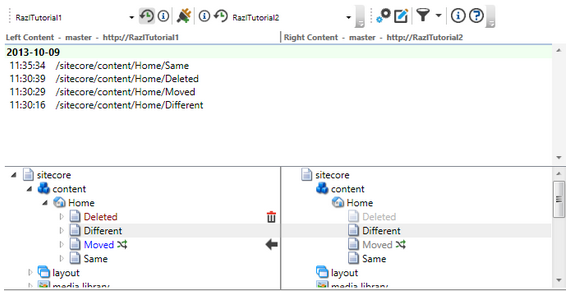 RazlTutorial1 RazlTutorial2
Left Content - master - http://RazlTutorial1 Right Content - master - http://RazlTutorial2
2013-10-09
11:35:34 /sitecore/content/Home/Same
11:30:39 /sitecore/content/Home/Deleted
11:30:29 /sitecore/content/Home/Moved
11:30:16 /sitecore/content/Home/Different
sitecore sitecore
content content
Home Home
Deleted Deleted
Different Different
Moved Moved
Same Same
layout layout
media library media library